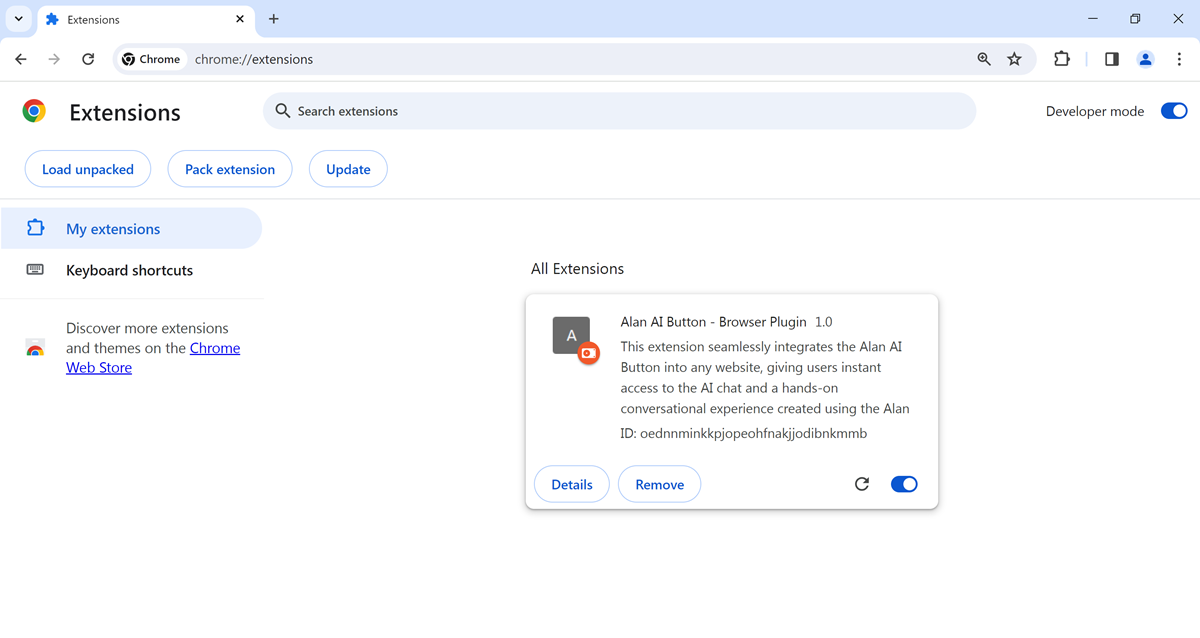 Extensions
Chrome
chrome://extensions
Extensions
Search extensions
Developer mode
Load unpacked
Pack extension
Update
My extensions
Keyboard shortcuts
Discover more extensions
and themes on the Chrome
Web Store
All Extensions
A
Alan AI Button - Browser Plugin 1.0
This extension seamlessly integrates the Alan AI
Button into any website, giving users instant
access to the AI chat and a hands-on
conversational experience created using the Alan
ID: oednnminkkpjopeohfnakjjodibnkmmb
Details
Remove